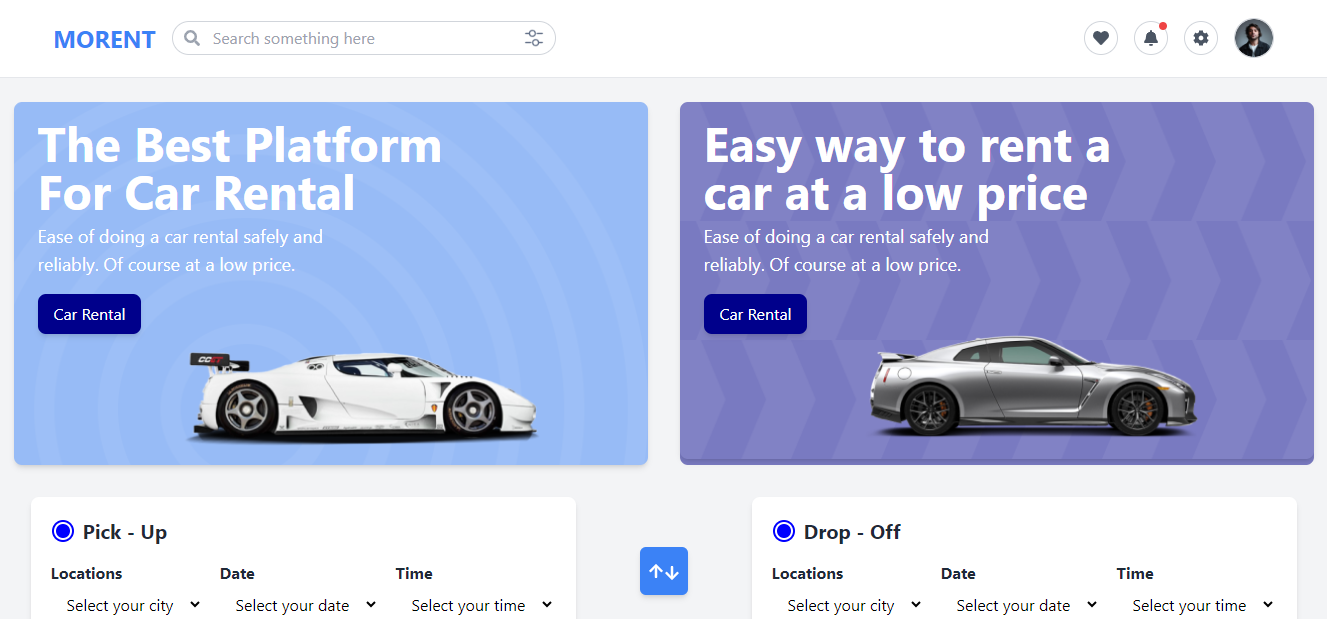 MORENT
Search something here
The Best Platform
For Car Rental
Ease of doing a car rental safely and
reliably. Of course at a low price.
Car Rental
Easy way to rent a
car at a low price
Ease of doing a car rental safely and
reliably. Of course at a low price.
Car Rental
Pick - Up
Locations Date Time
Select your city Select your date Select your time
Drop - Off
Locations Date Time
Select your city Select your date Select your time